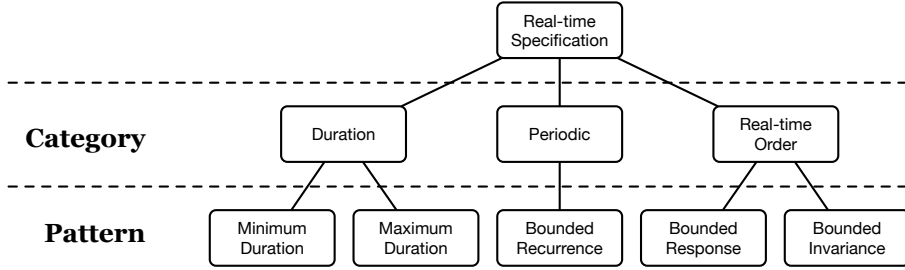 Real-time
Specification
Category
Duration
Periodic
Real-time
Order
Pattern
Minimum
Duration
Maximum
Duration
Bounded
Recurrence
Bounded
Response
Bounded
Invariance